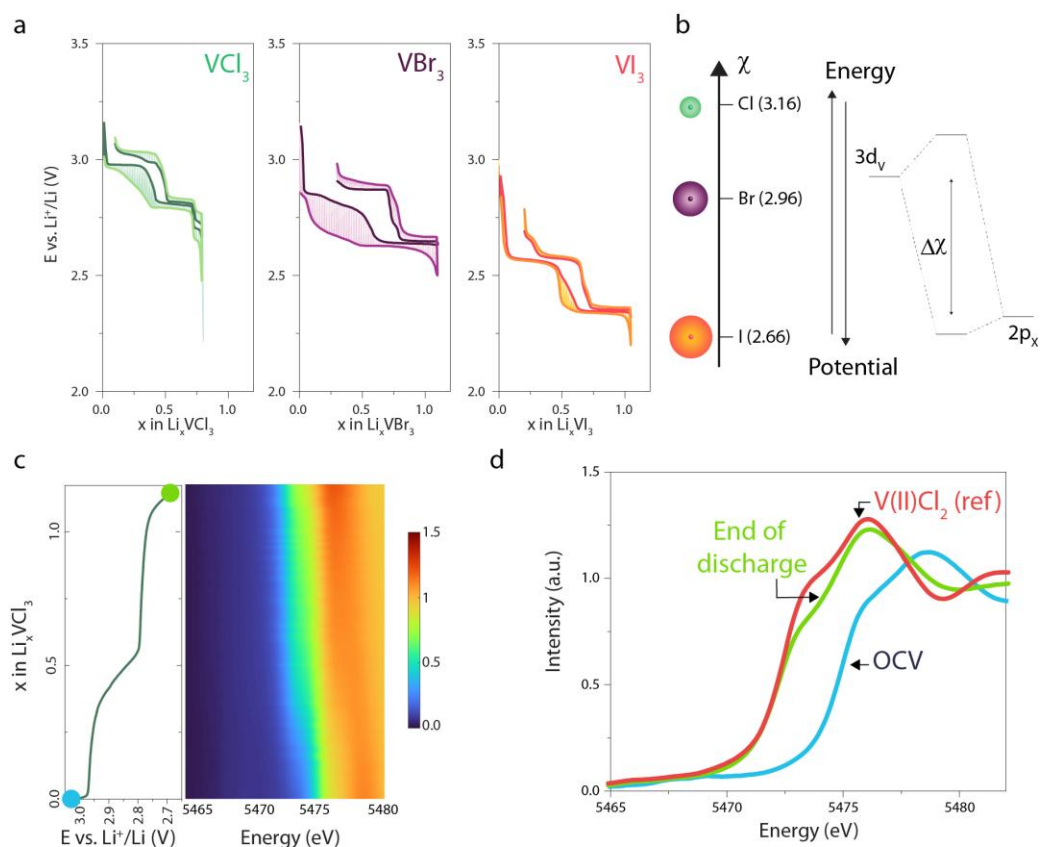 a
VCl3
VBr3
VI3
E vs. Li+/Li (V)
3.5
3.0
2.5
2.0
0.0
0.5
1.0
x in LixVCl3
3.5
3.0
2.5
2.0
0.0
0.5
1.0
x in LixVBr3
3.5
3.0
2.5
2.0
0.0
0.5
1.0
x in LixVI3
b
χ
Cl (3.16)
Br (2.96)
I (2.66)
Energy
Potential
3dV
Δχ
2pX
c
x in LixVCl3
1.0
0.5
0.0
3.0
2.9
2.8
2.7
E vs. Li+/Li (V)
5465
5470
5475
5480
Energy (eV)
1.5
1.0
0.5
0.0
d
Intensity (a.u.)
1.5
1.0
0.5
0.0
V(II)Cl2 (ref)
End of
discharge
OCV
5465
5470
5475
5480
Energy (eV)